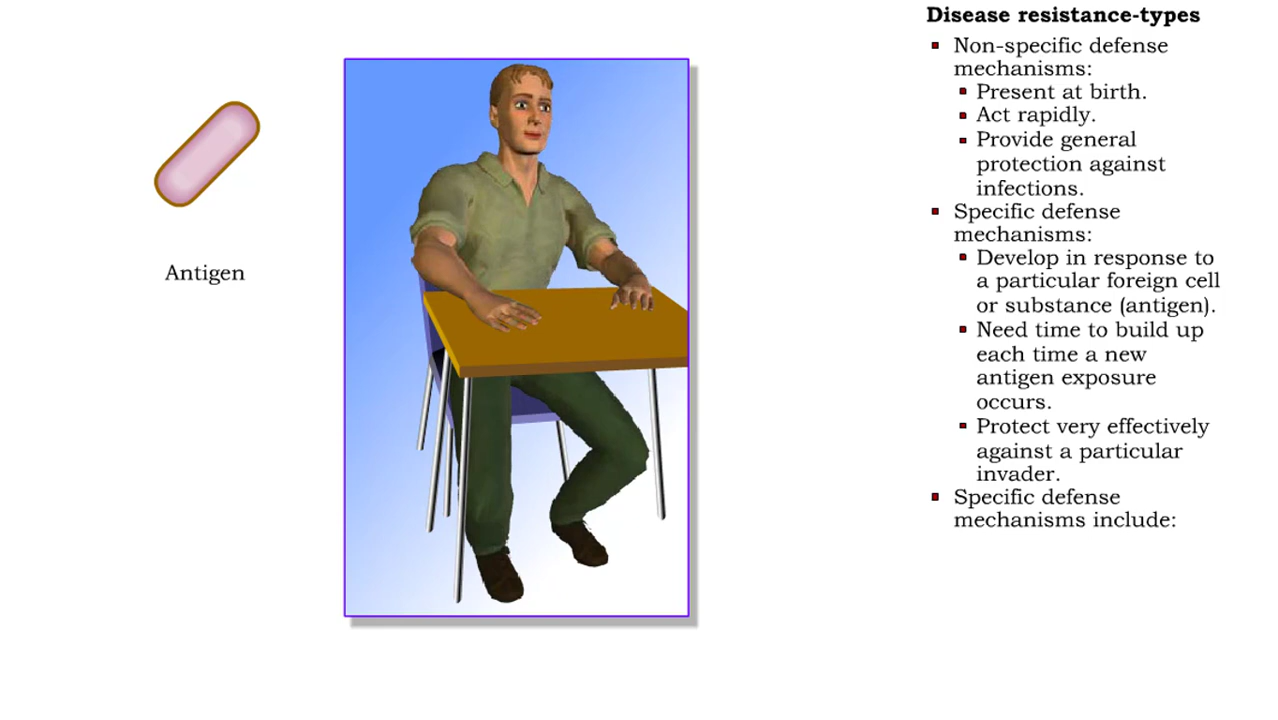 Disease resistance-types
Non-specific defense
mechanisms:
Present at birth.
Act rapidly.
Provide general
protection against
infections.
Specific defense
mechanisms:
Develop in response to
a particular foreign cell
or substance (antigen).
Need time to build up
each time a new
antigen exposure
occurs.
Protect very effectively
against a particular
invader.
Specific defense
mechanisms include:
Antigen